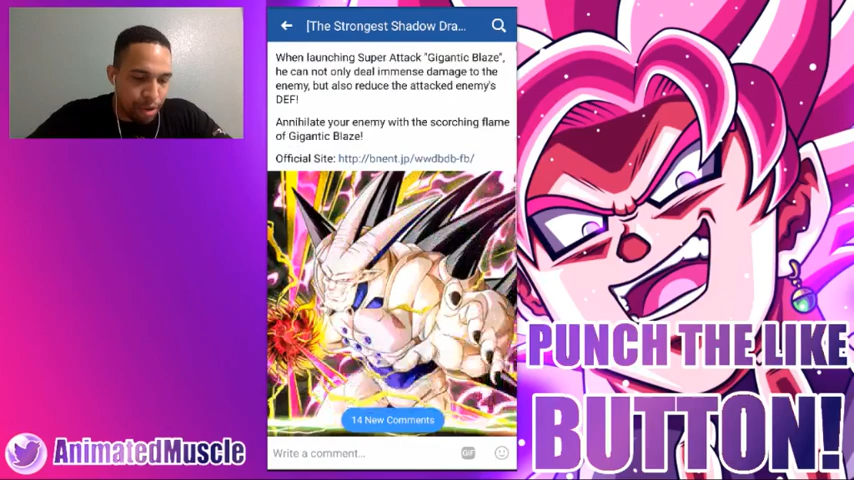 [The Strongest Shadow Dra...
When launching Super Attack "Gigantic Blaze",
he can not only deal immense damage to the
enemy, but also reduce the attacked enemy's
DEF!
Annihilate your enemy with the scorching flame
of Gigantic Blaze!
Official Site: http://bnent.jp/wwdbdb-fb/
14 New Comments
Write a comment...
GIF
AnimatedMuscle
PUNCH THE LIKE
BUTTON!